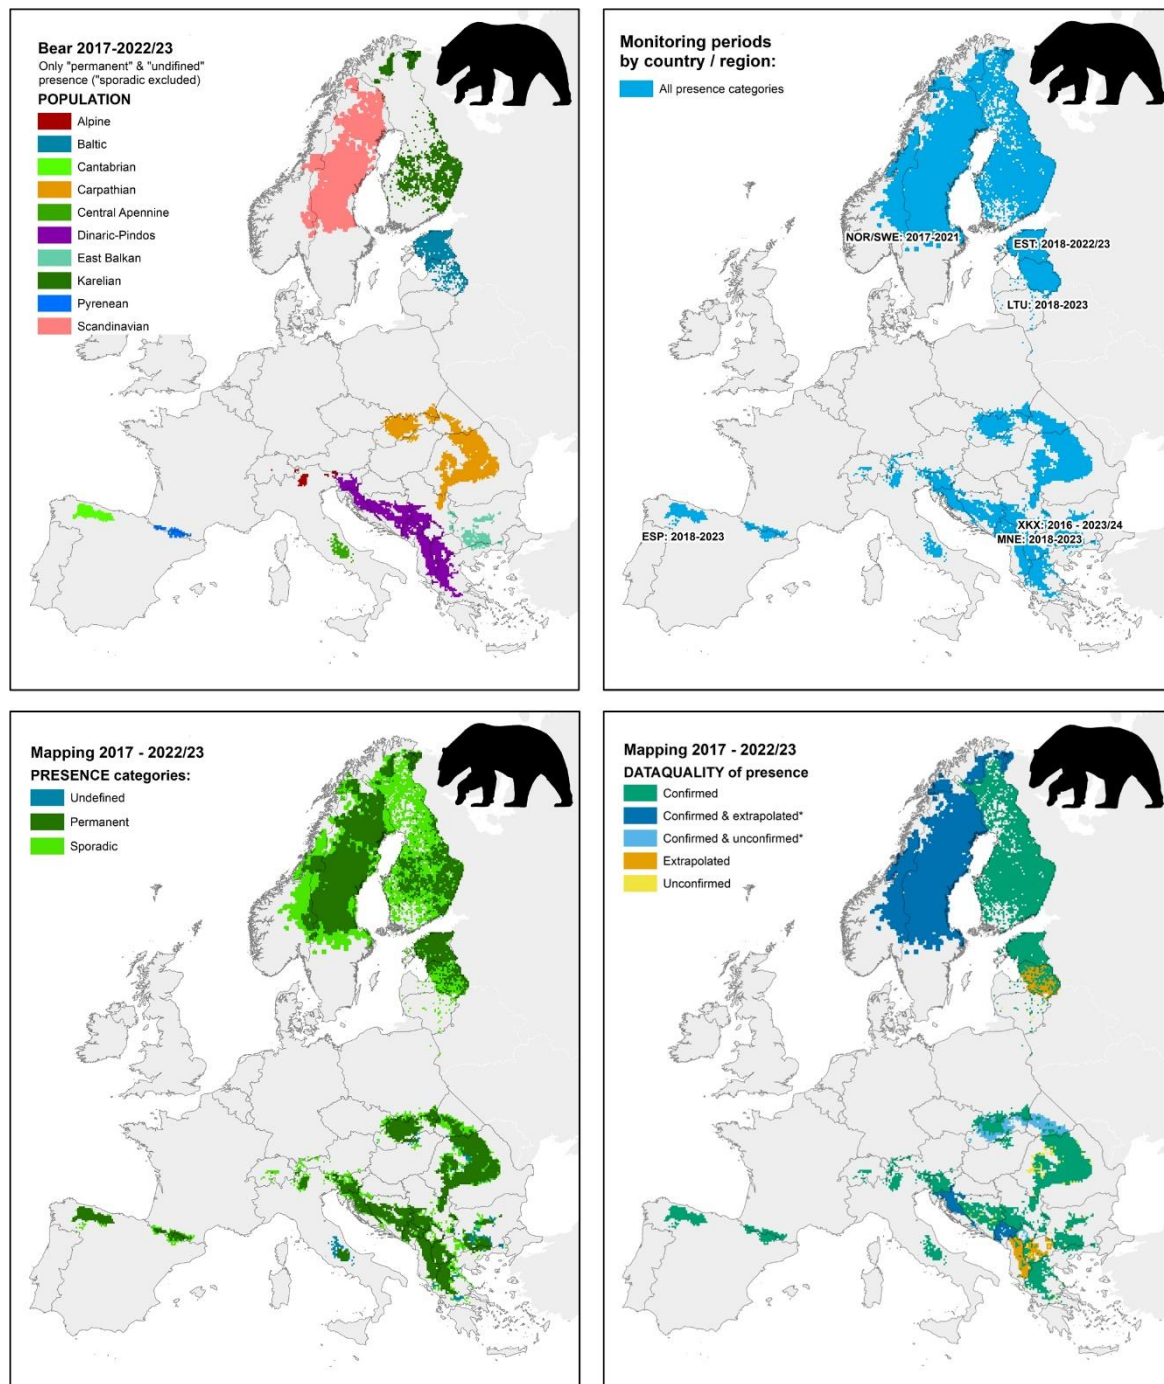 Bear 2017-2022/23
Only "permanent" & "undifined"
presence ("sporadic excluded)
POPULATION
Alpine
Baltic
Cantabrian
Carpathian
Central Apennine
Dinaric-Pindos
East Balkan
Karelian
Pyrenean
Scandinavian
Monitoring periods
by country / region:
All presence categories
NOR/SWE: 2017-2021
EST: 2018-2022/23
LTU: 2018-2023
XKX: 2016 - 2023/24
ESP: 2018-2023
MNE: 2018-2023
Mapping 2017 - 2022/23
PRESENCE categories:
Undefined
Permanent
Sporadic
Mapping 2017 - 2022/23
DATAQUALITY of presence
Confirmed
Confirmed & extrapolated*
Confirmed & unconfirmed*
Extrapolated
Unconfirmed